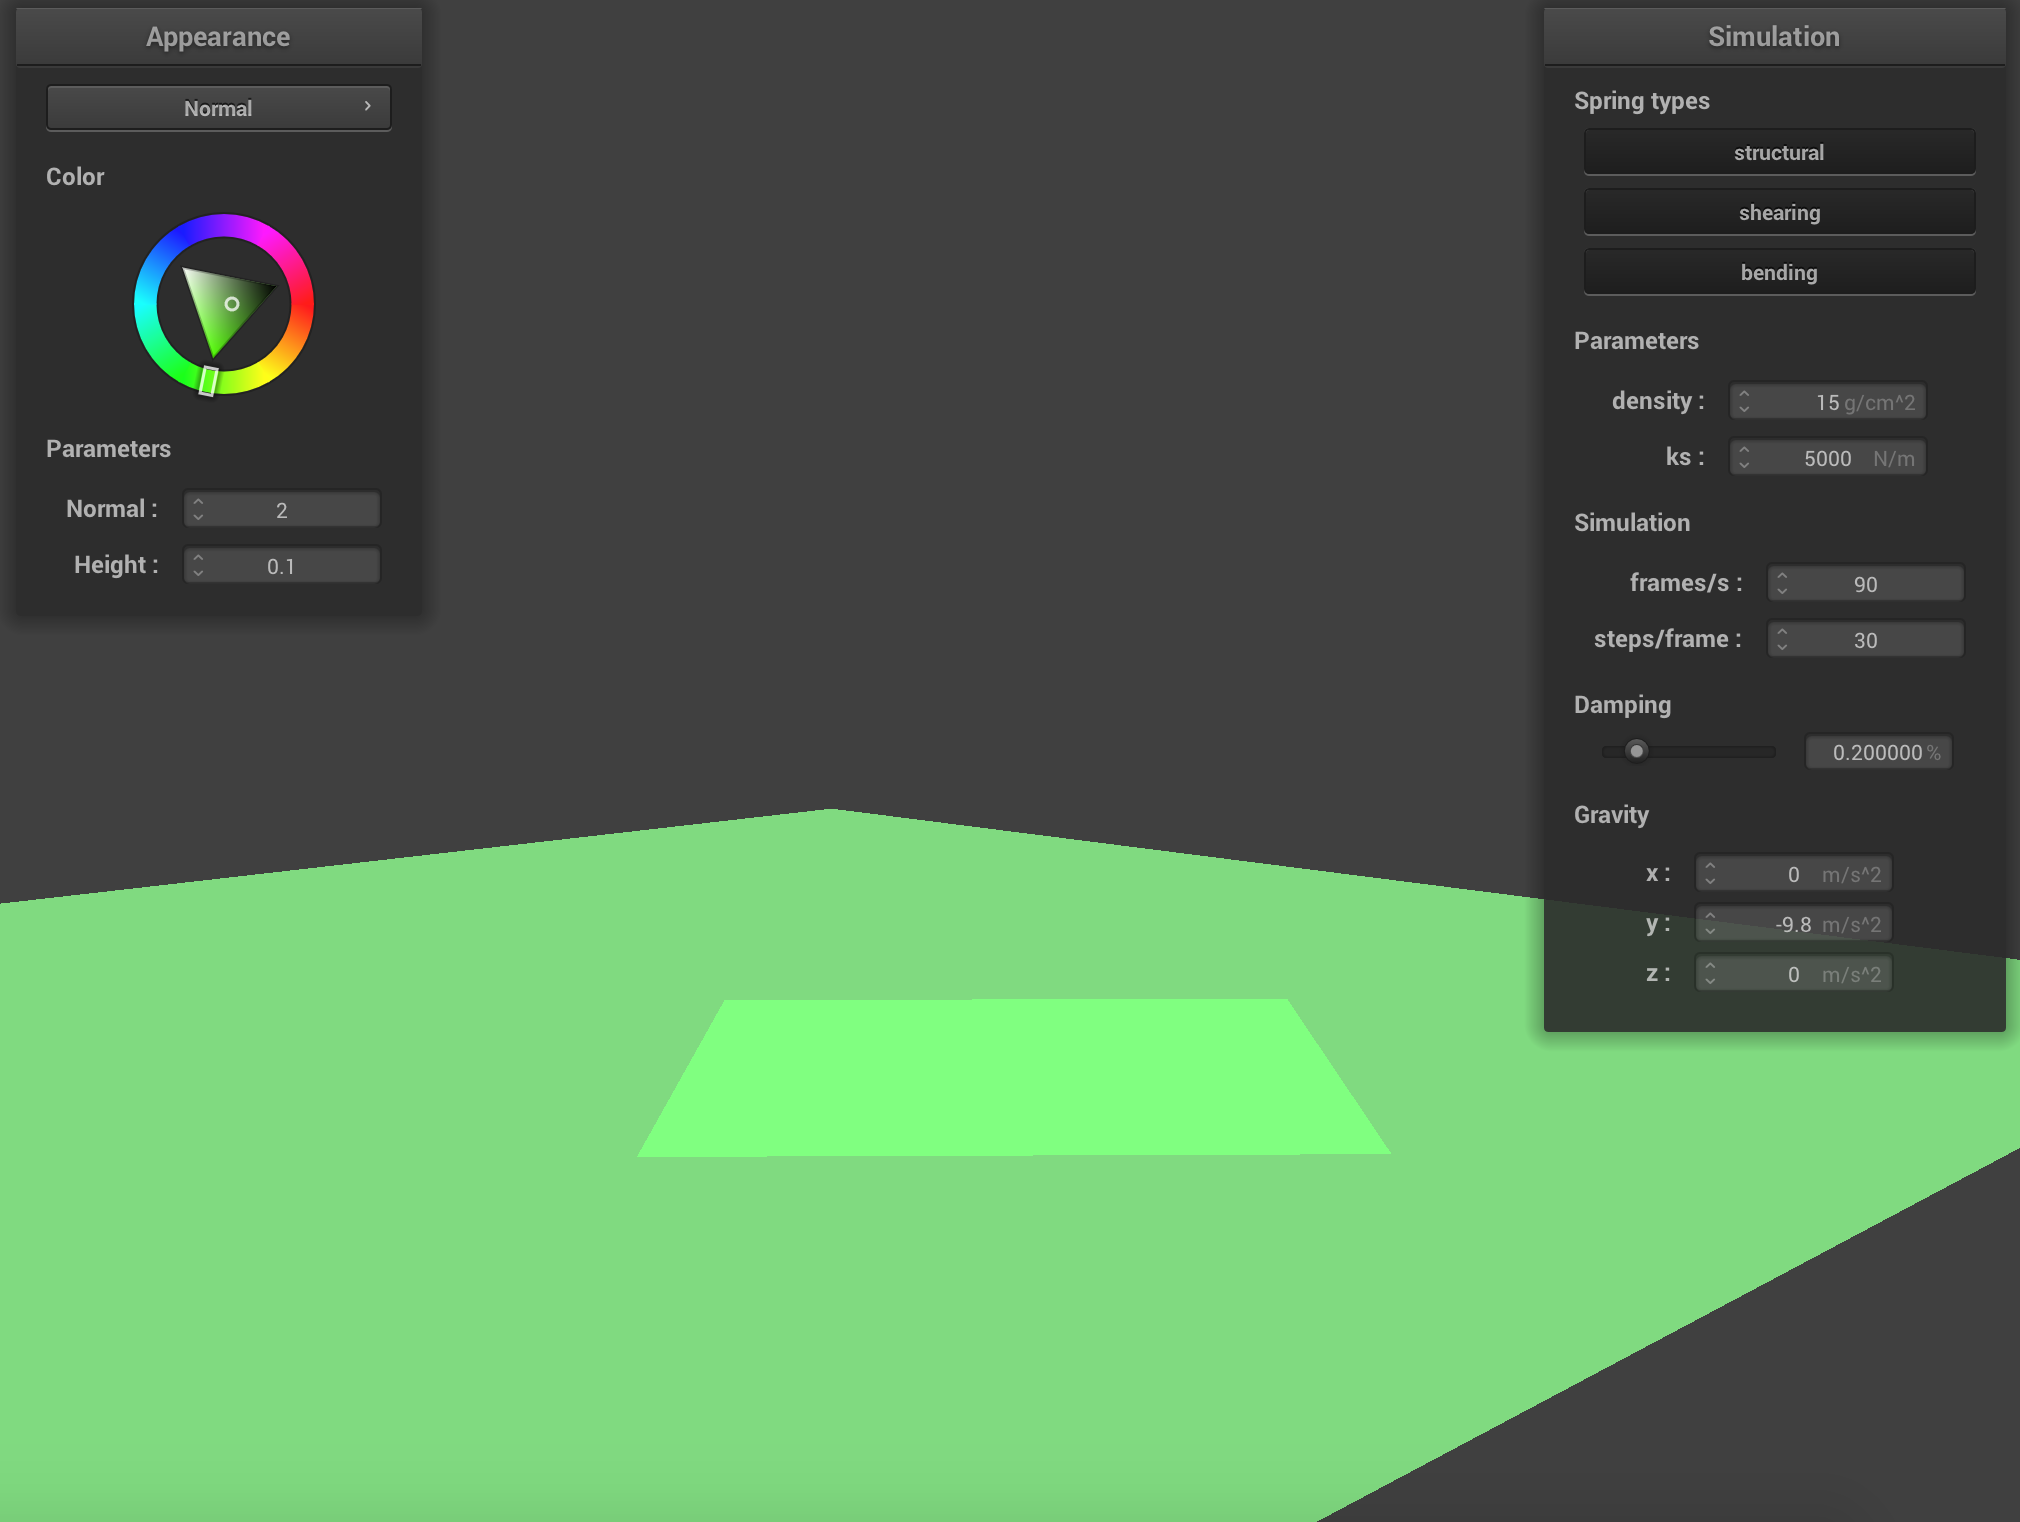 Appearance
Normal
Color
Parameters
Normal : 2
Height : 0.1
Simulation
Spring types
structural
shearing
bending
Parameters
density : 15 g/cm^2
ks : 5000 N/m
Simulation
frames/s : 90
steps/frame : 30
Damping
0.200000 %
Gravity
x : 0 m/s^2
y : -9.8 m/s^2
z : 0 m/s^2